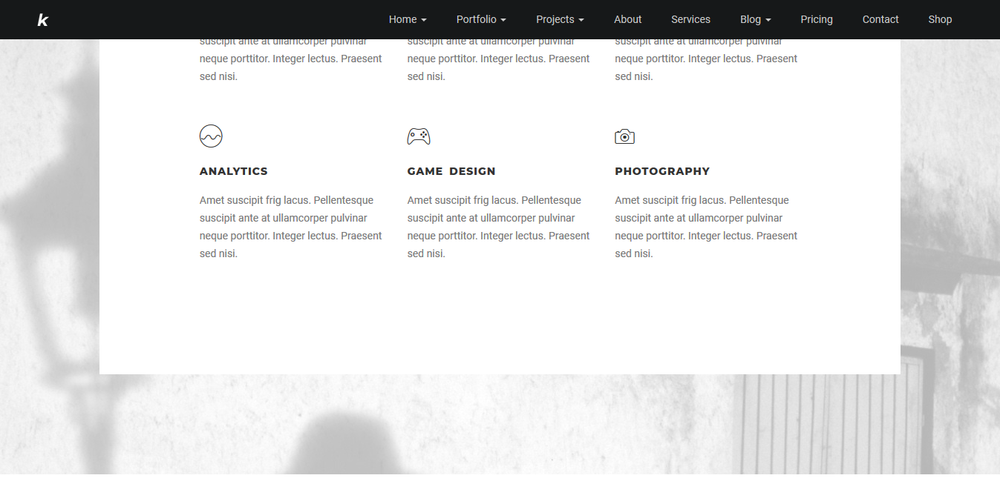 k Home Portfolio Projects About Services Blog Pricing Contact Shop
suscipit ante at ullamcorper pulvinar
neque porttitor. Integer lectus. Praesent
sed nisi.
suscipit ante at ullamcorper pulvinar
neque porttitor. Integer lectus. Praesent
sed nisi.
suscipit ante at ullamcorper pulvinar
neque porttitor. Integer lectus. Praesent
sed nisi.
ANALYTICS
Amet suscipit frig lacus. Pellentesque
suscipit ante at ullamcorper pulvinar
neque porttitor. Integer lectus. Praesent
sed nisi.
GAME DESIGN
Amet suscipit frig lacus. Pellentesque
suscipit ante at ullamcorper pulvinar
neque porttitor. Integer lectus. Praesent
sed nisi.
PHOTOGRAPHY
Amet suscipit frig lacus. Pellentesque
suscipit ante at ullamcorper pulvinar
neque porttitor. Integer lectus. Praesent
sed nisi.